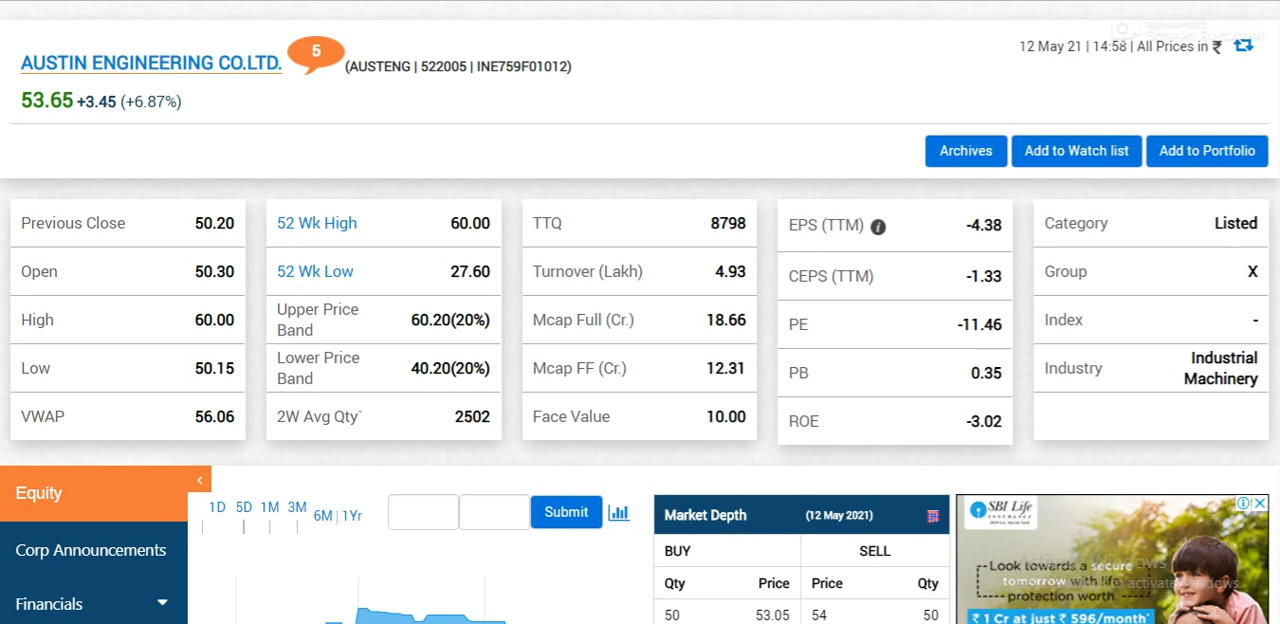 12 May 21 | 14:58 | All Prices in ₹
AUSTIN ENGINEERING CO.LTD.
5
(AUSTENG | 522005 | INE759F01012)
53.65 +3.45 (+6.87%)
Archives
Add to Watch list
Add to Portfolio
Previous Close 50.20
Open 50.30
High 60.00
Low 50.15
VWAP 56.06
52 Wk High 60.00
52 Wk Low 27.60
Upper Price Band 60.20(20%)
Lower Price Band 40.20(20%)
2W Avg Qty` 2502
TTQ 8798
Turnover (Lakh) 4.93
Mcap Full (Cr.) 18.66
Mcap FF (Cr.) 12.31
Face Value 10.00
EPS (TTM) i -4.38
CEPS (TTM) -1.33
PE -11.46
PB 0.35
ROE -3.02
Category Listed
Group X
Index -
Industry Industrial Machinery
Equity
<
Corp Announcements
Financials
1D 5D 1M 3M 6M | 1Yr
Submit
Market Depth (12 May 2021)
BUY SELL
Qty Price Price Qty
50 53.05 54 50
SBI Life
INSURANCE
Look towards a secure
tomorrow with life
protection worth
₹ 1 Cr at just ₹ 596/month